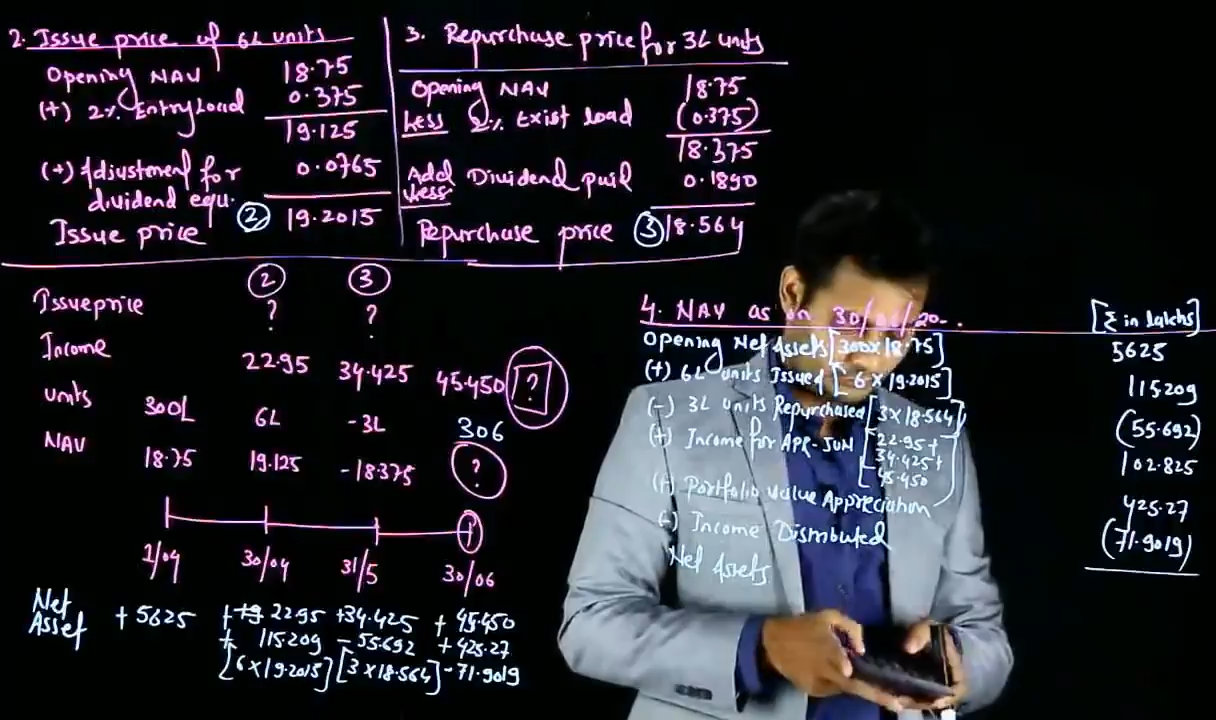 2. Issue price of 6L units
Opening NAV 18.75
(+) 2% Entry Load 0.375
19.125
(+) Adjustment for 0.0765
dividend equ.
Issue price ② 19.2015
3. Repurchase price for 3L units
Opening NAV 18.75
Less 2% Exist load (0.375)
18.375
Add Dividend paid 0.1890
Less
Repurchase price ③ 18.564
② ③
Issue price ? ?
Income 22.95 34.425 45.450 ?
units 300L 6L -3L 306
NAV 18.75 19.125 -18.375 ?
1/04 30/04 31/5 30/06
Net Asset +5625 + 22.95 +34.425 + 45.450
+ 115.209 - 55.692 +425.27
[6×19.2015] [3×18.564] -71.9019
4. NAV as on 30/06/20-. [₹ in lakhs]
Opening Net Assets [300×18.75] 5625
(+) 6L units Issued [6×19.2015] 115.209
(-) 3L units Repurchased [3×18.564] (55.692)
(+) Income for APR-JUN [22.95+ 102.825
34.425+
45.450
(+) Portfolio value Appreciation 425.27
(-) Income Distributed (71.9019)
Net Assets